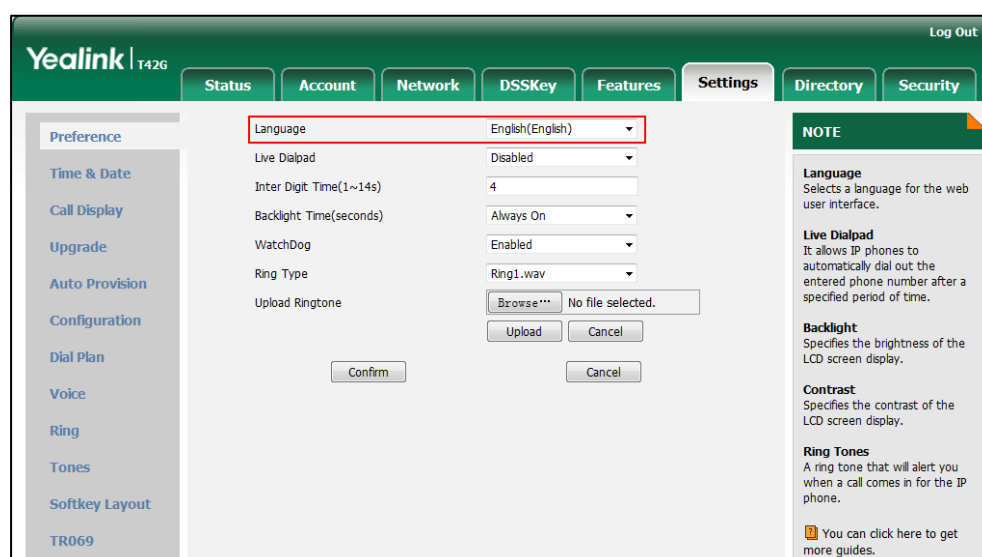 Log Out
Yealink T42G
Status Account Network DSSKey Features Settings Directory Security
Preference
Time & Date
Call Display
Upgrade
Auto Provision
Configuration
Dial Plan
Voice
Ring
Tones
Softkey Layout
TR069
Language English(English)
Live Dialpad Disabled
Inter Digit Time(1~14s) 4
Backlight Time(seconds) Always On
WatchDog Enabled
Ring Type Ring1.wav
Upload Ringtone Browse… No file selected.
Upload Cancel
Confirm Cancel
NOTE
Language
Selects a language for the web
user interface.
Live Dialpad
It allows IP phones to
automatically dial out the
entered phone number after a
specified period of time.
Backlight
Specifies the brightness of the
LCD screen display.
Contrast
Specifies the contrast of the
LCD screen display.
Ring Tones
A ring tone that will alert you
when a call comes in for the IP
phone.
You can click here to get
more guides.